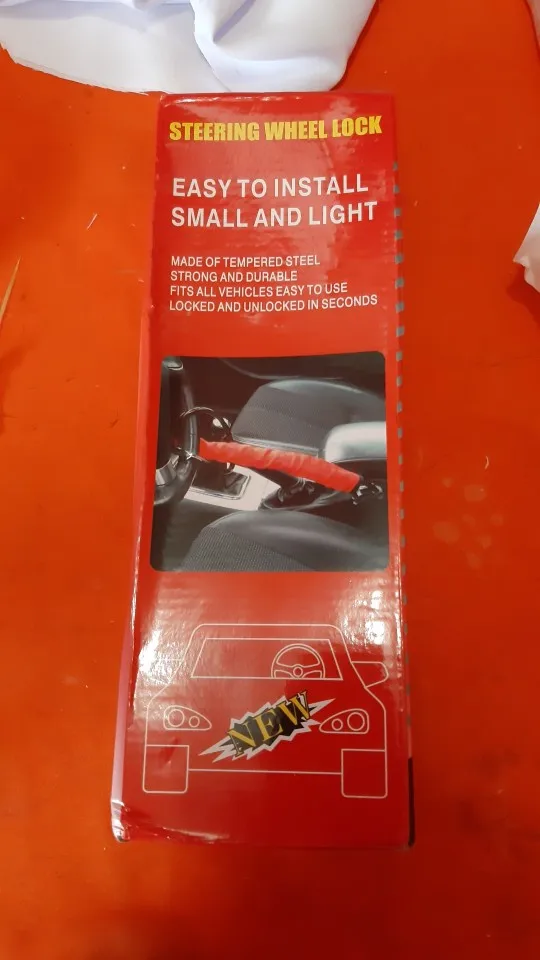 STEERING WHEEL LOCK
EASY TO INSTALL
SMALL AND LIGHT
MADE OF TEMPERED STEEL
STRONG AND DURABLE
FITS ALL VEHICLES EASY TO USE
LOCKED AND UNLOCKED IN SECONDS
NEW